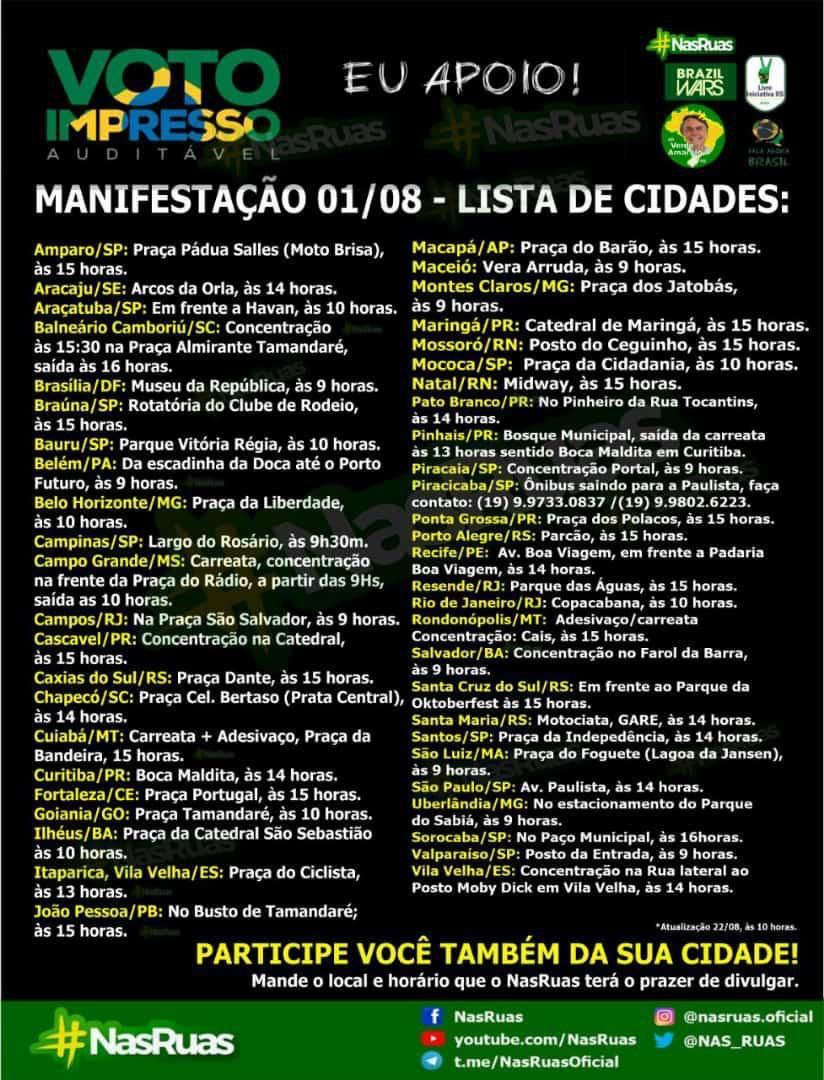 VOTO
IMPRESSO
AUDITÁVEL
EU APOIO!
#NasRuas
BRAZIL
WARS
Livre
Iniciativa RS
Verde
Amarelo
FALA AGORA
BRASIL
MANIFESTAÇÃO 01/08 - LISTA DE CIDADES:
Amparo/SP: Praça Pádua Salles (Moto Brisa),
às 15 horas.
Aracaju/SE: Arcos da Orla, às 14 horas.
Araçatuba/SP: Em frente a Havan, às 10 horas.
Balneário Camboriú/SC: Concentração
às 15:30 na Praça Almirante Tamandaré,
saída às 16 horas.
Brasília/DF: Museu da República, às 9 horas.
Braúna/SP: Rotatória do Clube de Rodeio,
às 15 horas.
Bauru/SP: Parque Vitória Régia, às 10 horas.
Belém/PA: Da escadinha da Doca até o Porto
Futuro, às 9 horas.
Belo Horizonte/MG: Praça da Liberdade,
às 10 horas.
Campinas/SP: Largo do Rosário, às 9h30m.
Campo Grande/MS: Carreata, concentração
na frente da Praça do Rádio, a partir das 9Hs,
saída as 10 horas.
Campos/RJ: Na Praça São Salvador, às 9 horas.
Cascavel/PR: Concentração na Catedral,
às 15 horas.
Caxias do Sul/RS: Praça Dante, às 15 horas.
Chapecó/SC: Praça Cel. Bertaso (Prata Central),
às 14 horas.
Cuiabá/MT: Carreata + Adesivaço, Praça da
Bandeira, 15 horas.
Curitiba/PR: Boca Maldita, às 14 horas.
Fortaleza/CE: Praça Portugal, às 15 horas.
Goiania/GO: Praça Tamandaré, às 10 horas.
Ilhéus/BA: Praça da Catedral São Sebastião
às 10 horas.
Itaparica, Vila Velha/ES: Praça do Ciclista,
às 13 horas.
João Pessoa/PB: No Busto de Tamandaré;
às 15 horas.
Macapá/AP: Praça do Barão, às 15 horas.
Maceió: Vera Arruda, às 9 horas.
Montes Claros/MG: Praça dos Jatobás,
às 9 horas.
Maringá/PR: Catedral de Maringá, às 15 horas.
Mossoró/RN: Posto do Ceguinho, às 15 horas.
Mococa/SP: Praça da Cidadania, às 10 horas.
Natal/RN: Midway, às 15 horas.
Pato Branco/PR: No Pinheiro da Rua Tocantins,
às 14 horas.
Pinhais/PR: Bosque Municipal, saída da carreata
às 13 horas sentido Boca Maldita em Curitiba.
Piracaia/SP: Concentração Portal, às 9 horas.
Piracicaba/SP: Ônibus saindo para a Paulista, faça
contato: (19) 9.9733.0837 /(19) 9.9802.6223.
Ponta Grossa/PR: Praça dos Polacos, às 15 horas.
Porto Alegre/RS: Parcão, às 15 horas.
Recife/PE: Av. Boa Viagem, em frente a Padaria
Boa Viagem, às 14 horas.
Resende/RJ: Parque das Águas, às 15 horas.
Rio de Janeiro/RJ: Copacabana, às 10 horas.
Rondonópolis/MT: Adesivaço/carreata
Concentração: Cais, às 15 horas.
Salvador/BA: Concentração no Farol da Barra,
às 9 horas.
Santa Cruz do Sul/RS: Em frente ao Parque da
Oktoberfest às 15 horas.
Santa Maria/RS: Motociata, GARE, às 14 horas.
Santos/SP: Praça da Indepedência, às 14 horas.
São Luiz/MA: Praça do Foguete (Lagoa da Jansen),
às 9 horas.
São Paulo/SP: Av. Paulista, às 14 horas.
Uberlândia/MG: No estacionamento do Parque
do Sabiá, às 9 horas.
Sorocaba/SP: No Paço Municipal, às 16horas.
Valparaíso/SP: Posto da Entrada, às 9 horas.
Vila Velha/ES: Concentração na Rua lateral ao
Posto Moby Dick em Vila Velha, às 14 horas.
*Atualização 22/08, às 10 horas.
PARTICIPE VOCÊ TAMBÉM DA SUA CIDADE!
Mande o local e horário que o NasRuas terá o prazer de divulgar.
#NasRuas
NasRuas
youtube.com/NasRuas
t.me/NasRuasOficial
@nasruas.oficial
@NAS_RUAS